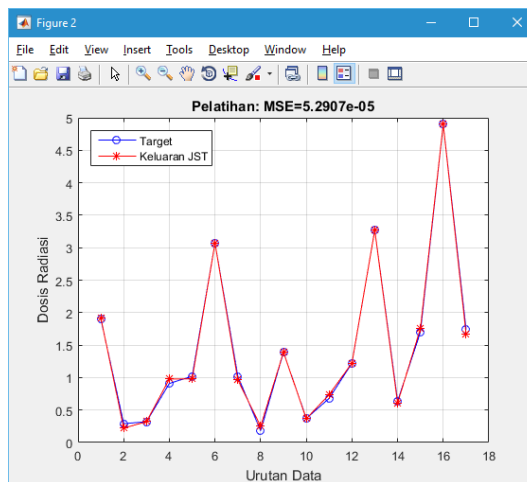 Figure 2
File Edit View Insert Tools Desktop Window Help
Pelatihan: MSE=5.2907e-05
Target
Keluaran JST
Dosis Radiasi
5
4.5
4
3.5
3
2.5
2
1.5
1
0.5
0
0 2 4 6 8 10 12 14 16 18
Urutan Data